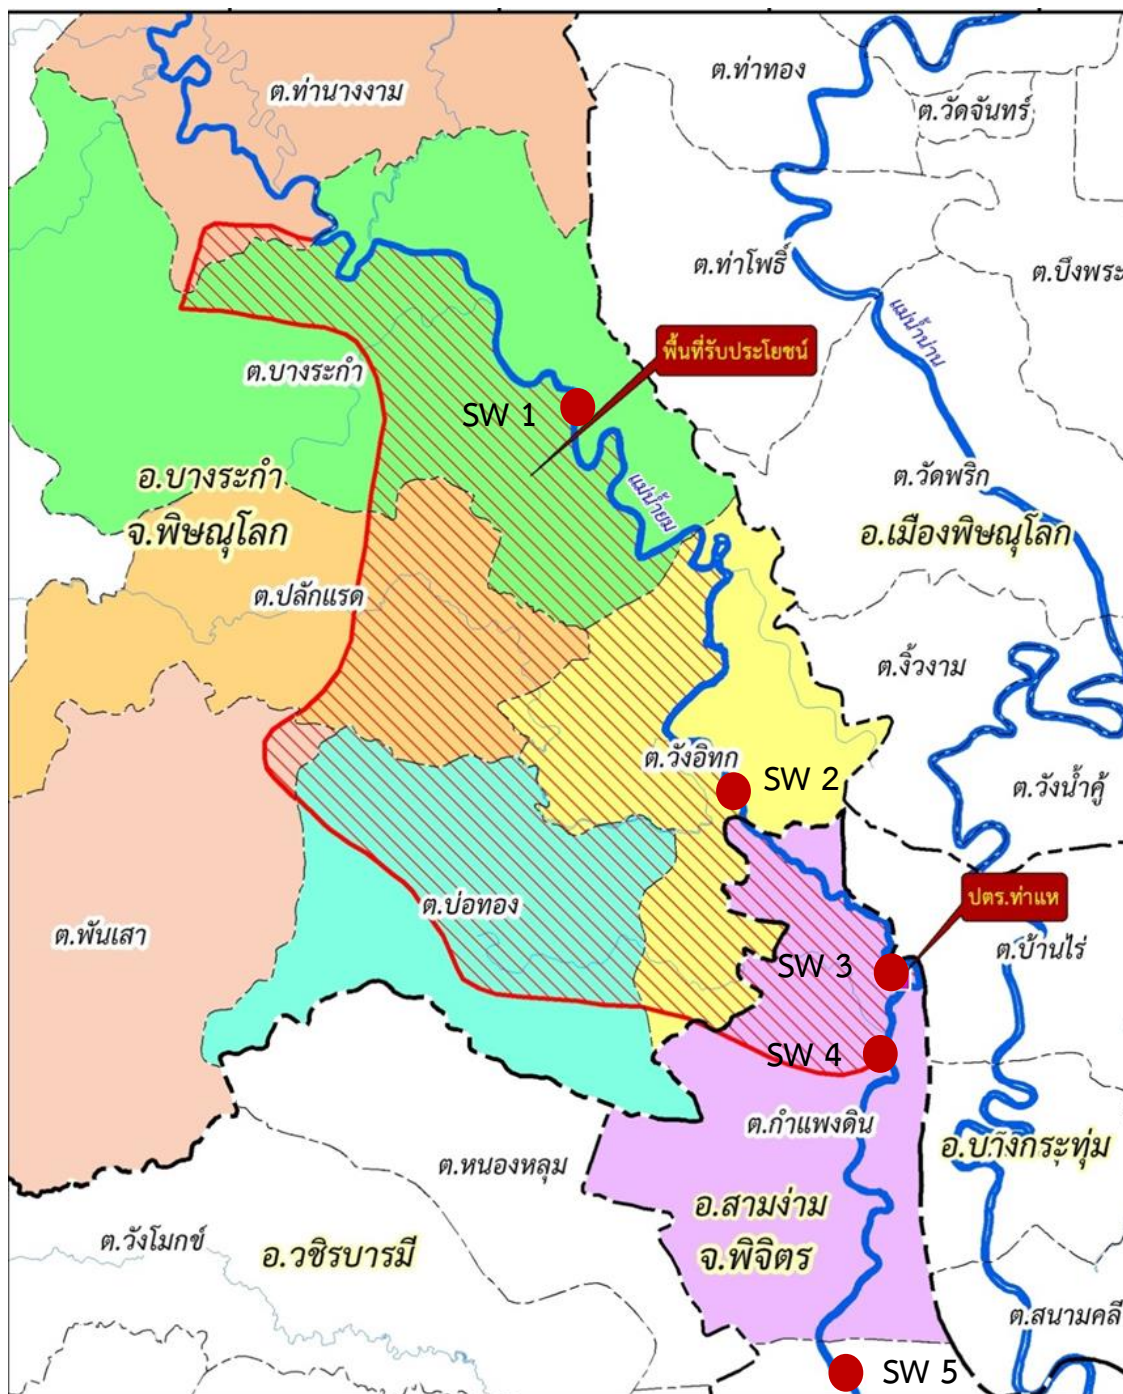 ต.ท่าทอง
ต.ท่านางงาม
ต.วัดจันทร์
ต.ท่าโพธิ์
ต.บึงพระ
แม่น้ำน่าน
พื้นที่รับประโยชน์
ต.บางระกำ
SW 1
อ.บางระกำ
ต.วัดพริก
แม่น้ำยม
จ.พิษณุโลก
อ.เมืองพิษณุโลก
ต.ปลักแรด
ต.งิ้วงาม
ต.วังอิทก
SW 2
ต.วังน้ำคู้
ปตร.ท่าแห
ต.บ่อทอง
ต.พันเสา
ต.บ้านไร่
SW 3
SW 4
ต.กำแพงดิน
อ.บางกระทุ่ม
ต.หนองหลุม
อ.สามง่าม
ต.วังโมกข์
อ.วชิรบารมี
จ.พิจิตร
ต.สนามคลี
SW 5